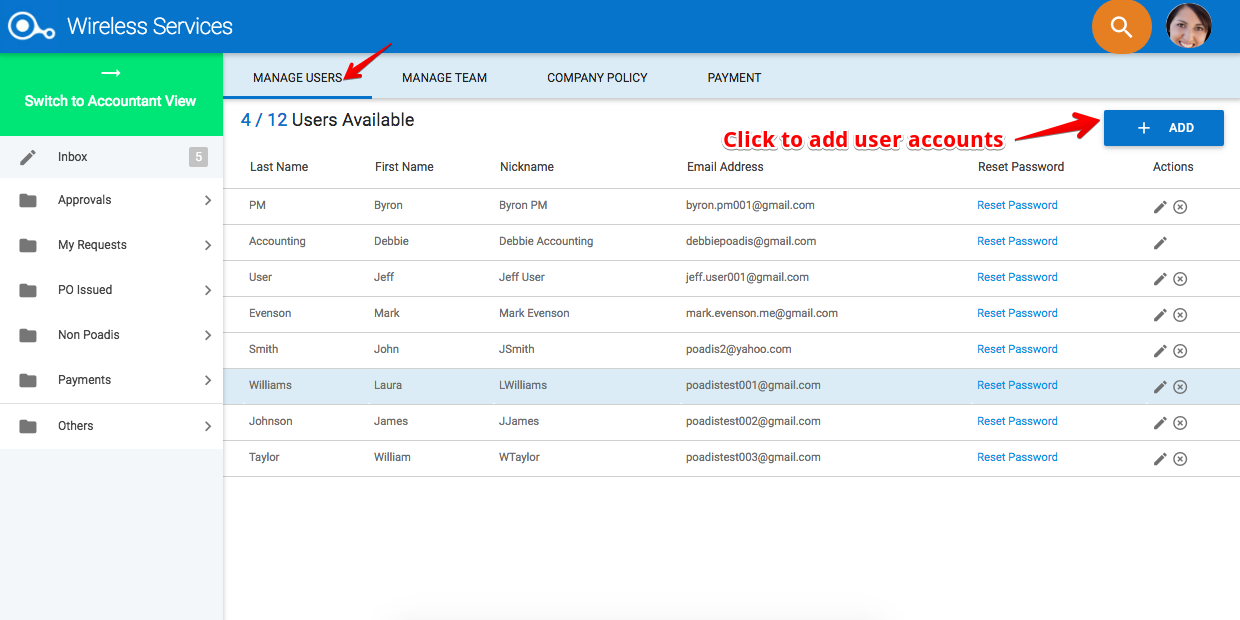 Wireless Services
Switch to Accountant View
Inbox 5
Approvals
My Requests
PO Issued
Non Poadis
Payments
Others
MANAGE USERS MANAGE TEAM COMPANY POLICY PAYMENT
4 / 12 Users Available
Click to add user accounts
+ ADD
Last Name First Name Nickname Email Address Reset Password Actions
PM Byron Byron PM byron.pm001@gmail.com Reset Password
Accounting Debbie Debbie Accounting debbiepoadis@gmail.com Reset Password
User Jeff Jeff User jeff.user001@gmail.com Reset Password
Evenson Mark Mark Evenson mark.evenson.me@gmail.com Reset Password
Smith John JSmith poadis2@yahoo.com Reset Password
Williams Laura LWilliams poadistest001@gmail.com Reset Password
Johnson James JJames poadistest002@gmail.com Reset Password
Taylor William WTaylor poadistest003@gmail.com Reset Password